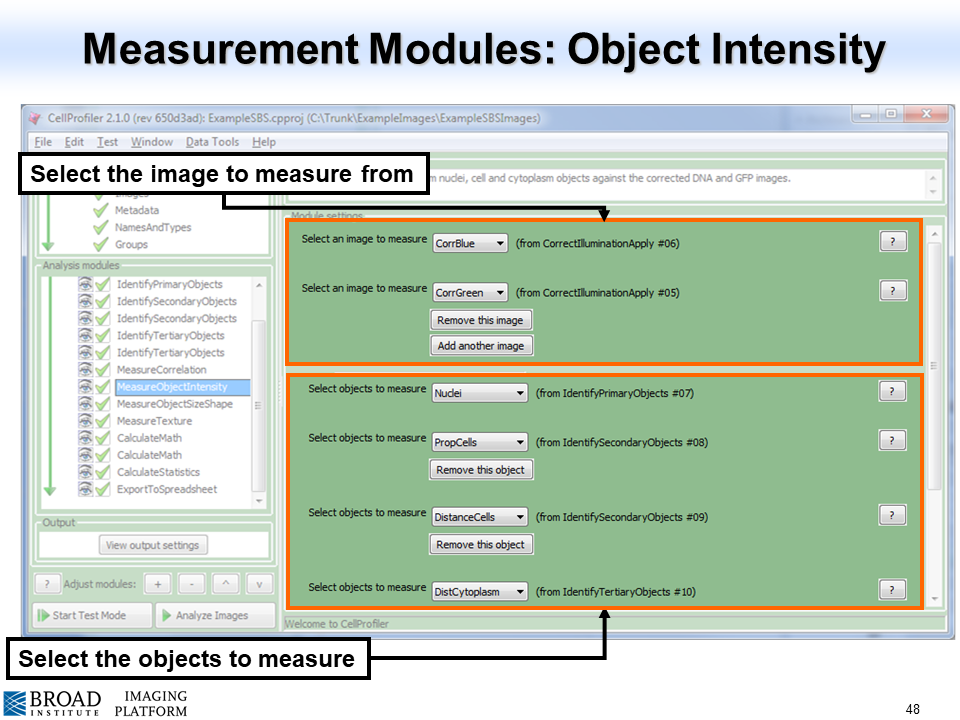 Measurement Modules: Object Intensity
CellProfiler 2.1.0 (rev 650d3ad): ExampleSBS.cpproj (C:\Trunk\ExampleImages\ExampleSBSImages)
File Edit Test Window Data Tools Help
Select the image to measure from
nuclei, cell and cytoplasm objects against the corrected DNA and GFP images.
Images
Metadata
NamesAndTypes
Groups
Module settings
Select an image to measure CorrBlue (from CorrectIlluminationApply #06) ?
Select an image to measure CorrGreen (from CorrectIlluminationApply #05) ?
Remove this image
Add another image
Analysis modules
IdentifyPrimaryObjects
IdentifySecondaryObjects
IdentifySecondaryObjects
IdentifyTertiaryObjects
IdentifyTertiaryObjects
MeasureCorrelation
MeasureObjectIntensity
MeasureObjectSizeShape
MeasureTexture
CalculateMath
CalculateMath
CalculateStatistics
ExportToSpreadsheet
Select objects to measure Nuclei (from IdentifyPrimaryObjects #07) ?
Select objects to measure PropCells (from IdentifySecondaryObjects #08) ?
Remove this object
Select objects to measure DistanceCells (from IdentifySecondaryObjects #09) ?
Remove this object
Select objects to measure DistCytoplasm (from IdentifyTertiaryObjects #10) ?
Output
View output settings
? Adjust modules: + - ^ v
Start Test Mode Analyze Images
Welcome to CellProfiler
Select the objects to measure
BROAD
INSTITUTE
IMAGING
PLATFORM
48